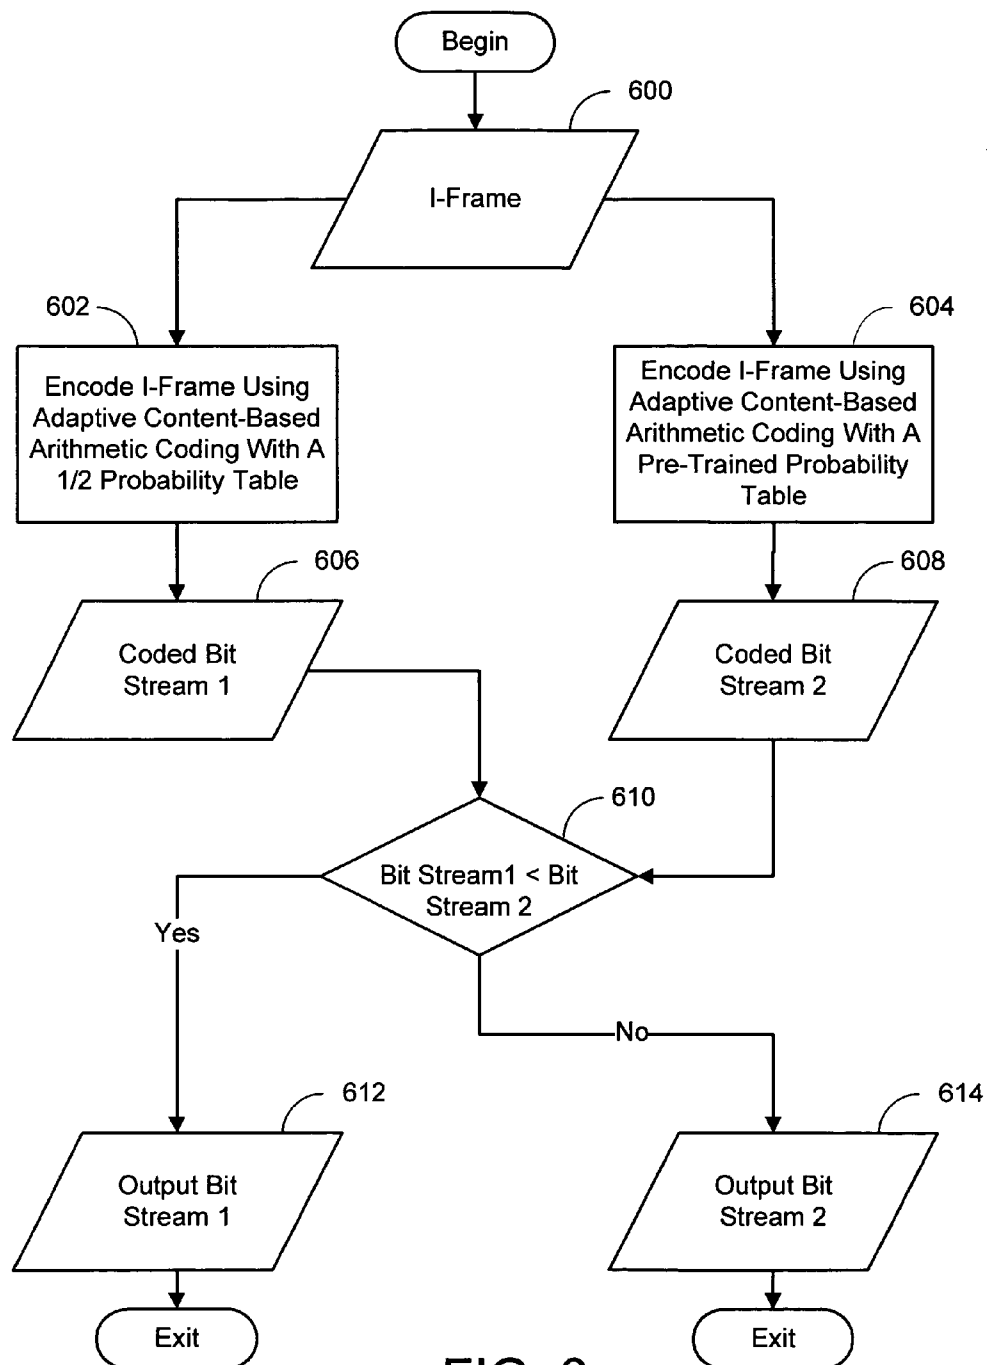 Begin
600
I-Frame
602
604
Encode I-Frame Using
Adaptive Content-Based
Arithmetic Coding With A
1/2 Probability Table
Encode I-Frame Using
Adaptive Content-Based
Arithmetic Coding With A
Pre-Trained Probability
Table
606
608
Coded Bit
Stream 1
Coded Bit
Stream 2
610
Bit Stream1 < Bit
Stream 2
Yes
No
612
614
Output Bit
Stream 1
Output Bit
Stream 2
Exit
Exit